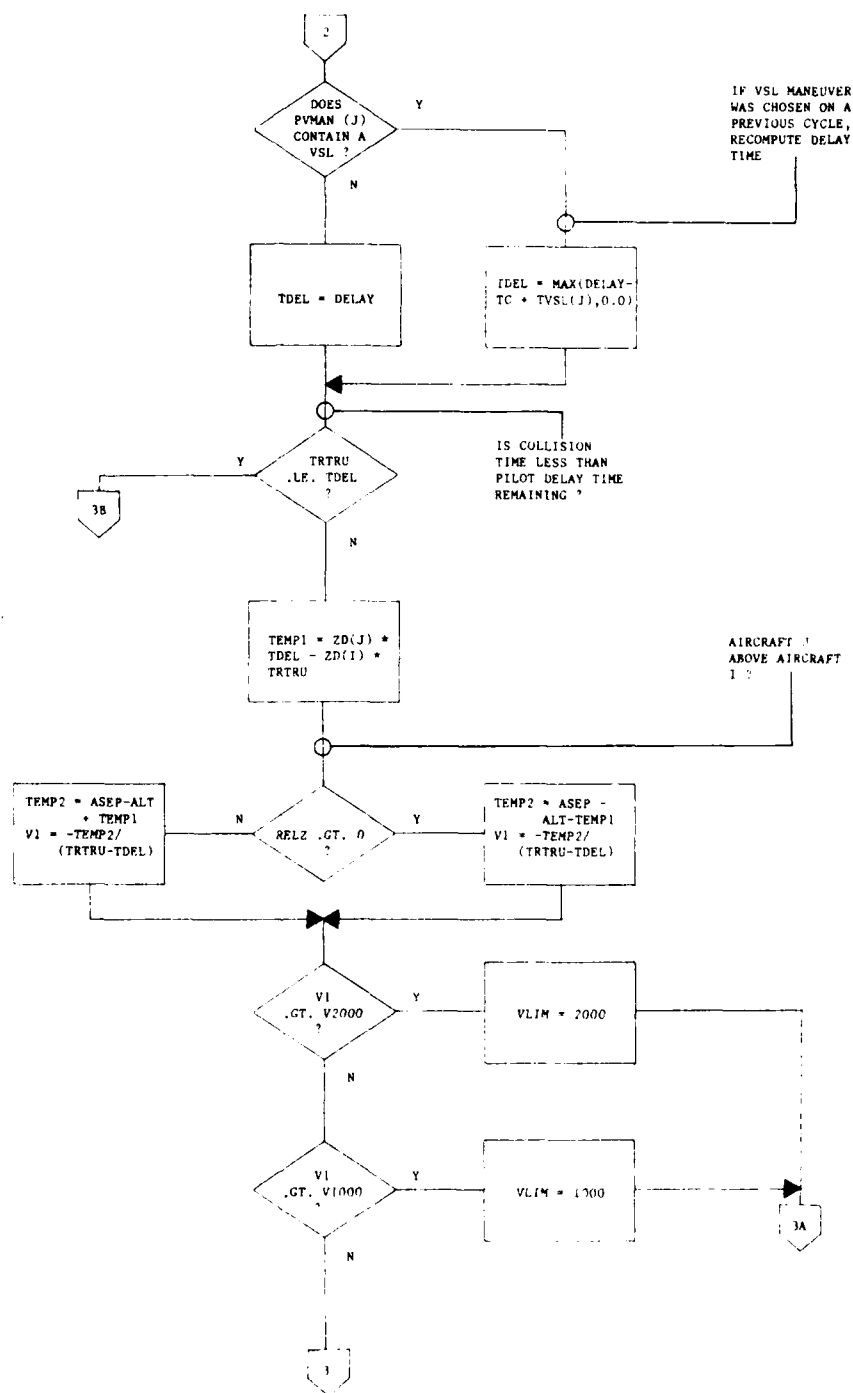 2
DOES
PVMAN (J)
CONTAIN A
VSL ?
Y
N
IF VSL MANEUVER
WAS CHOSEN ON A
PREVIOUS CYCLE,
RECOMPUTE DELAY
TIME
TDEL = DELAY
TDEL = MAX(DELAY-
TC + TVSL(J),0.0)
TRTRU
.LE. TDEL
?
Y
N
3B
IS COLLISION
TIME LESS THAN
PILOT DELAY TIME
REMAINING ?
TEMP1 = ZD(J) *
TDEL - ZD(I) *
TRTRU
AIRCRAFT J
ABOVE AIRCRAFT
I ?
TEMP2 = ASEP-ALT
+ TEMP1
V1 = -TEMP2/
(TRTRU-TDEL)
N
RELZ .GT. 0
?
Y
TEMP2 = ASEP -
ALT-TEMP1
V1 = -TEMP2/
(TRTRU-TDEL)
V1
.GT. V2000
?
Y
N
VLIM = 2000
V1
.GT. V1000
?
Y
N
VLIM = 1000
3A
3